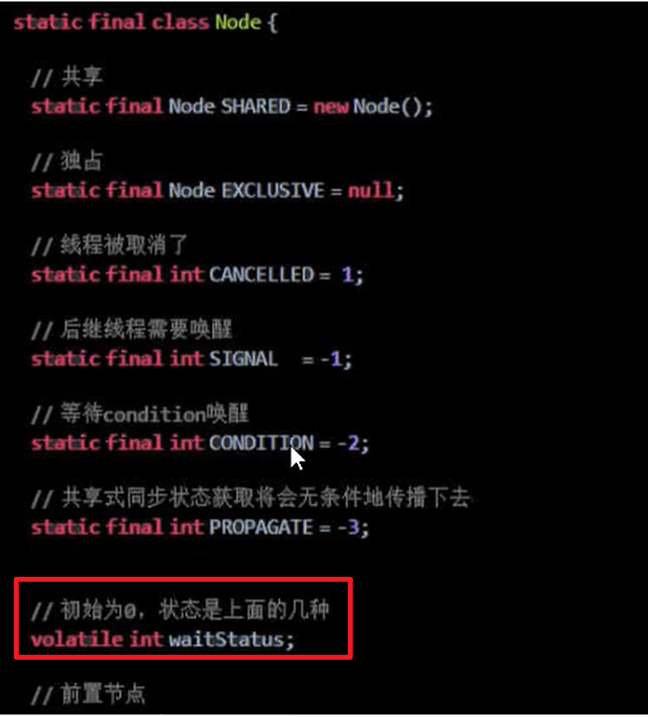 static final class Node {
// 共享
static final Node SHARED = new Node();
// 独占
static final Node EXCLUSIVE = null;
// 线程被取消了
static final int CANCELLED = 1;
// 后继线程需要唤醒
static final int SIGNAL = -1;
// 等待condition唤醒
static final int CONDITION = -2;
// 共享式同步状态获取将会无条件地传播下去
static final int PROPAGATE = -3;
// 初始为0，状态是上面的几种
volatile int waitStatus;
// 前置节点